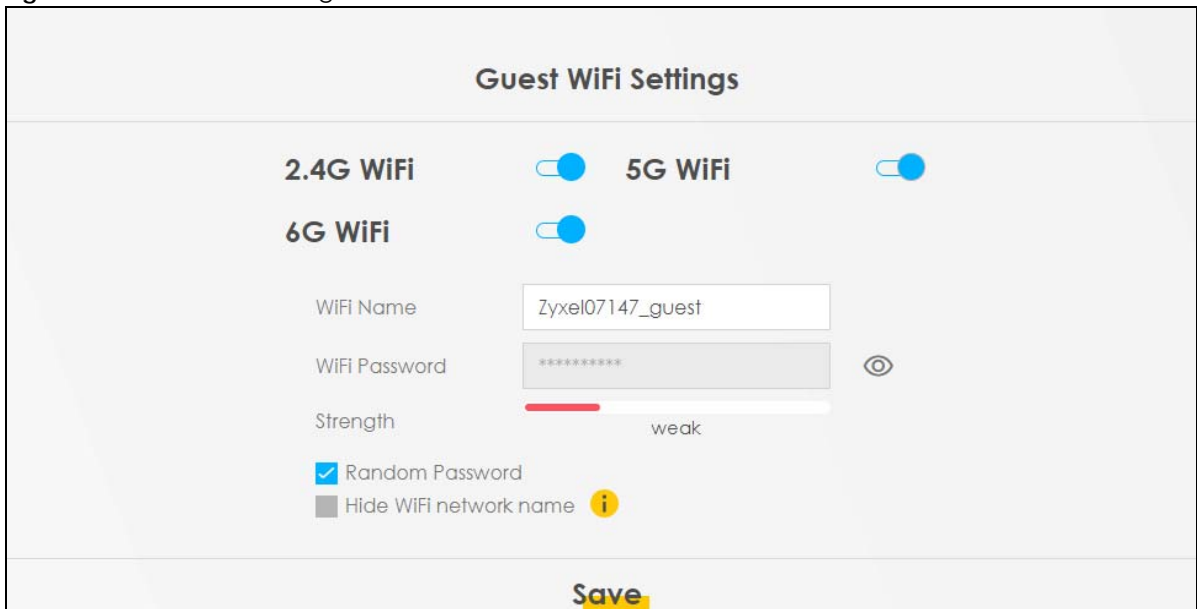 Guest WiFi Settings
2.4G WiFi 5G WiFi
6G WiFi
WiFi Name Zyxel07147_guest
WiFi Password **********
Strength
weak
Random Password
Hide WiFi network name i
Save